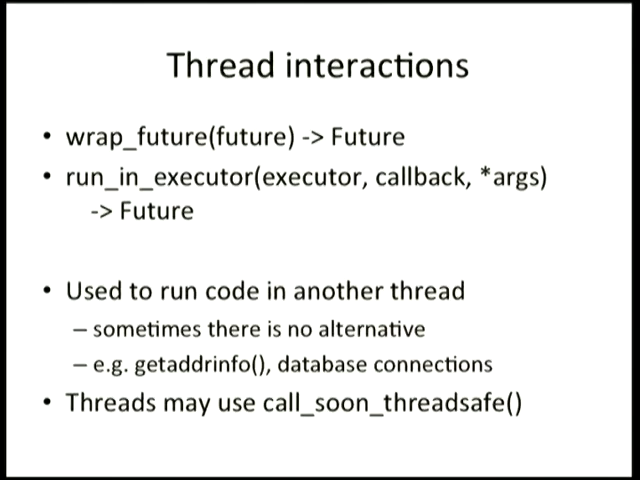 Thread interactions
• wrap_future(future) -> Future
• run_in_executor(executor, callback, *args)
-> Future
• Used to run code in another thread
– sometimes there is no alternative
– e.g. getaddrinfo(), database connections
• Threads may use call_soon_threadsafe()